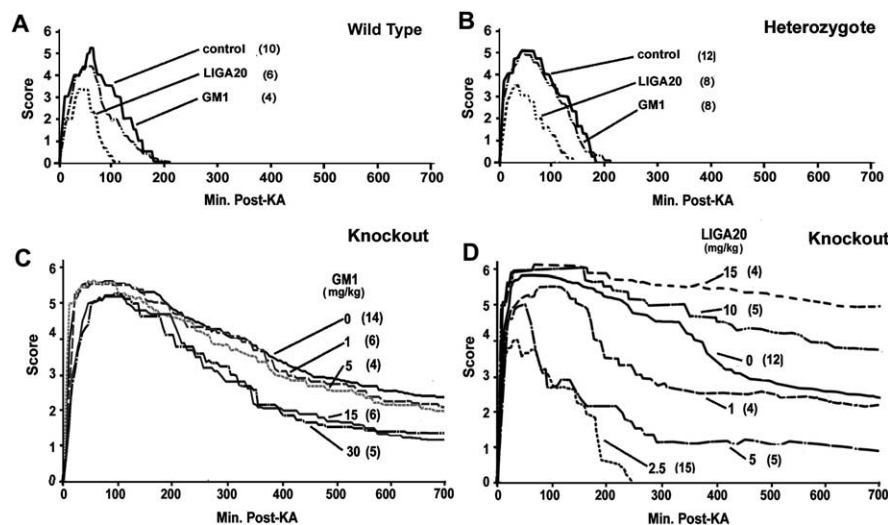 A
Wild Type
control (10)
LIGA20 (6)
GM1 (4)
Score
6
5
4
3
2
1
0
0 100 200 300 400 500 600 700
Min. Post-KA
B
Heterozygote
control (12)
LIGA20 (8)
GM1 (8)
Score
6
5
4
3
2
1
0
0 100 200 300 400 500 600 700
Min. Post-KA
C
Knockout
GM1
(mg/kg)
0 (14)
1 (6)
5 (4)
15 (6)
30 (5)
Score
6
5
4
3
2
1
0
0 100 200 300 400 500 600 700
Min. Post-KA
D
LIGA20
(mg/kg)
Knockout
15 (4)
10 (5)
0 (12)
1 (4)
5 (5)
2.5 (15)
Score
6
5
4
3
2
1
0
0 100 200 300 400 500 600 700
Min. Post-KA